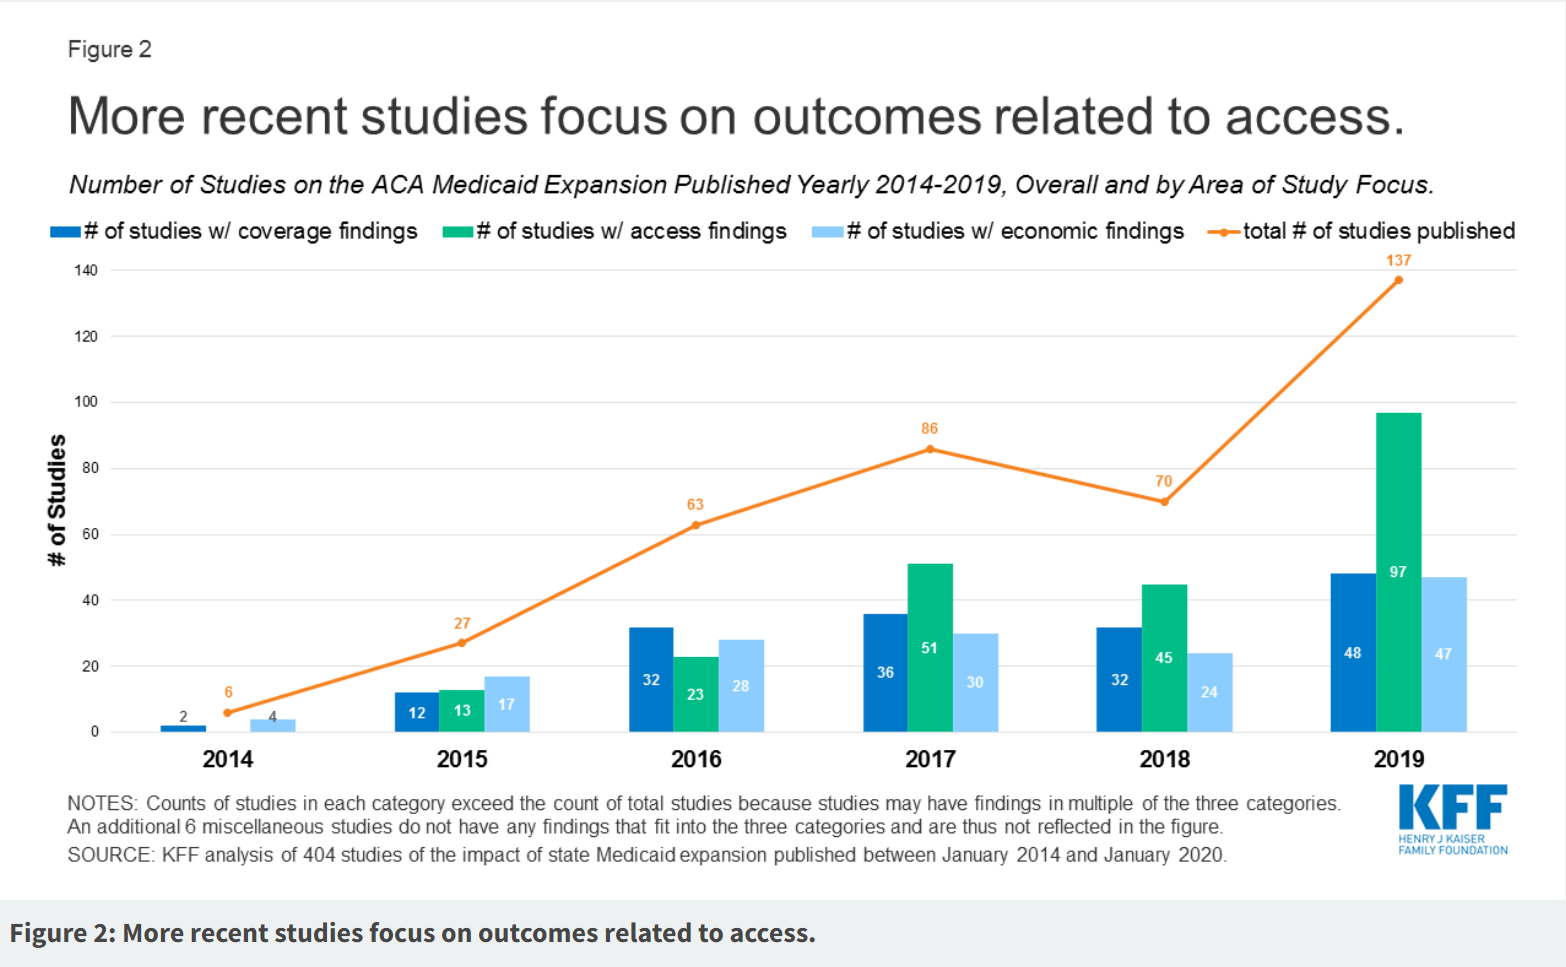 Figure 2
More recent studies focus on outcomes related to access.
Number of Studies on the ACA Medicaid Expansion Published Yearly 2014-2019, Overall and by Area of Study Focus.
# of studies w/ coverage findings # of studies w/ access findings # of studies w/ economic findings total # of studies published
# of Studies
140
120
100
80
60
40
20
0
6
2
4
27
12
13
17
63
32
23
28
86
36
51
30
70
32
45
24
137
48
97
47
2014 2015 2016 2017 2018 2019
NOTES: Counts of studies in each category exceed the count of total studies because studies may have findings in multiple of the three categories.
An additional 6 miscellaneous studies do not have any findings that fit into the three categories and are thus not reflected in the figure.
SOURCE: KFF analysis of 404 studies of the impact of state Medicaid expansion published between January 2014 and January 2020.
KFF
HENRY J KAISER
FAMILY FOUNDATION
Figure 2: More recent studies focus on outcomes related to access.